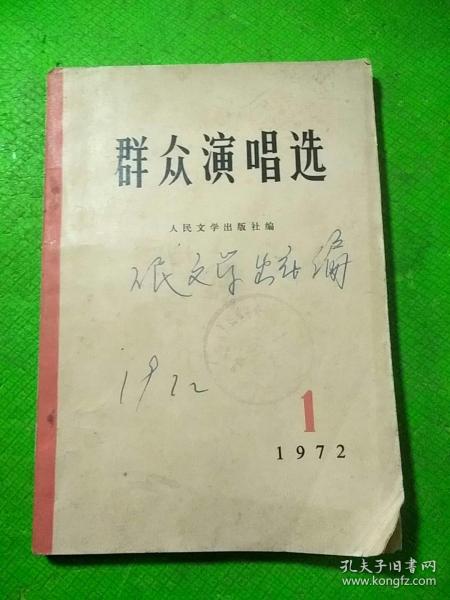 群众演唱选
人民文学出版社编
人民文学出社编
1972
1
1972
孔夫子旧书网
www.kongfz.com